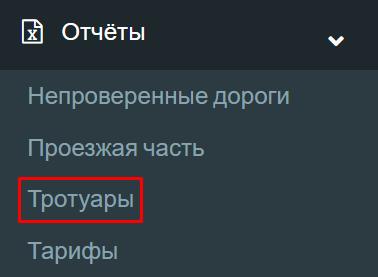 Отчёты
Непроверенные дороги
Проезжая часть
Тротуары
Тарифы